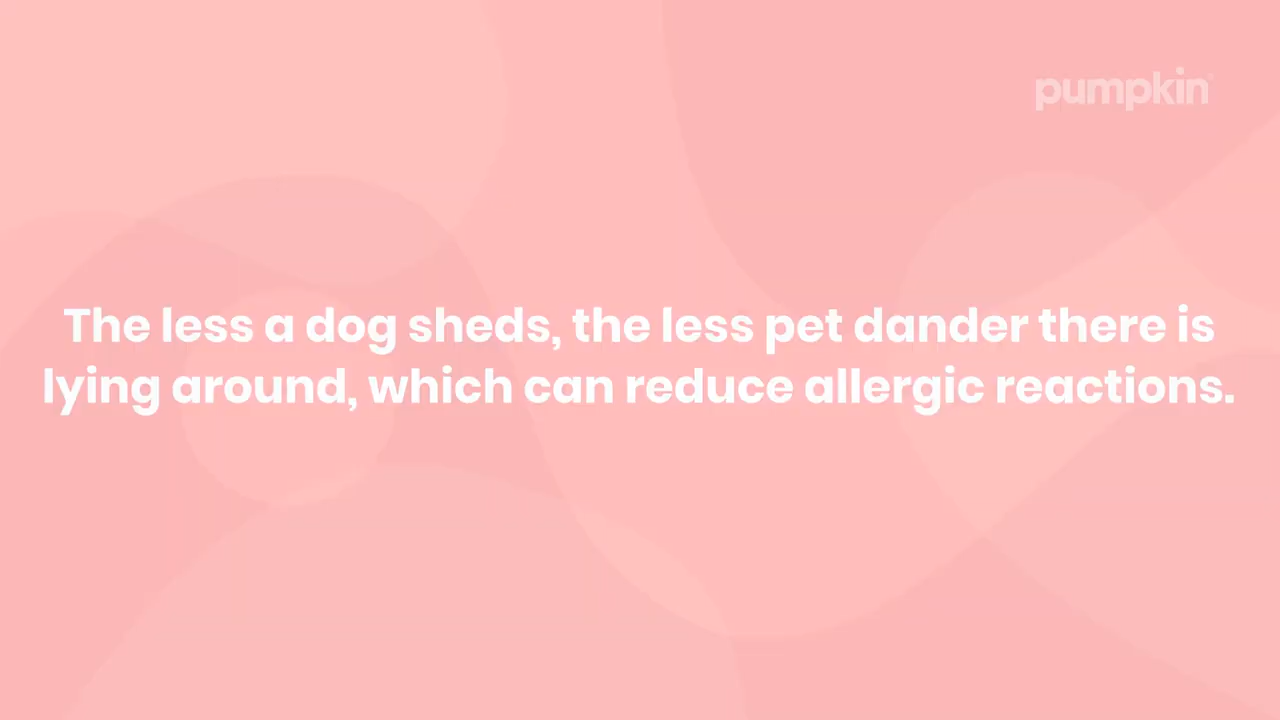 pumpkin
The less a dog sheds, the less pet dander there is
lying around, which can reduce allergic reactions.